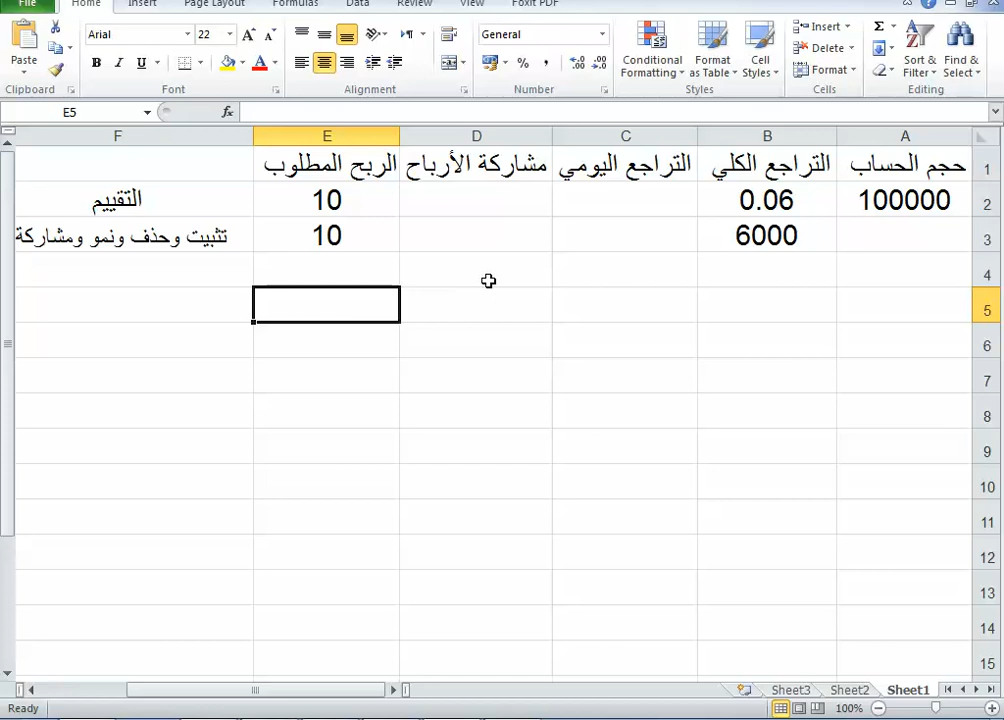 File Home Insert Page Layout Formulas Data Review View Foxit PDF
Arial 22 General Conditional Formatting Format as Table Cell Styles Insert Delete Format Sort & Filter Find & Select
Paste B I U A % ,
Clipboard Font Alignment Number Styles Cells Editing
E5 fx
F E D C B A
حجم الحساب التراجع الكلي التراجع اليومي مشاركة الأرباح الربح المطلوب 1
100000 0.06 10 التقييم 2
6000 10 تثبيت وحذف ونمو ومشاركة 3
4
5
6
7
8
9
10
11
12
13
14
15
Sheet3 Sheet2 Sheet1
Ready 100%